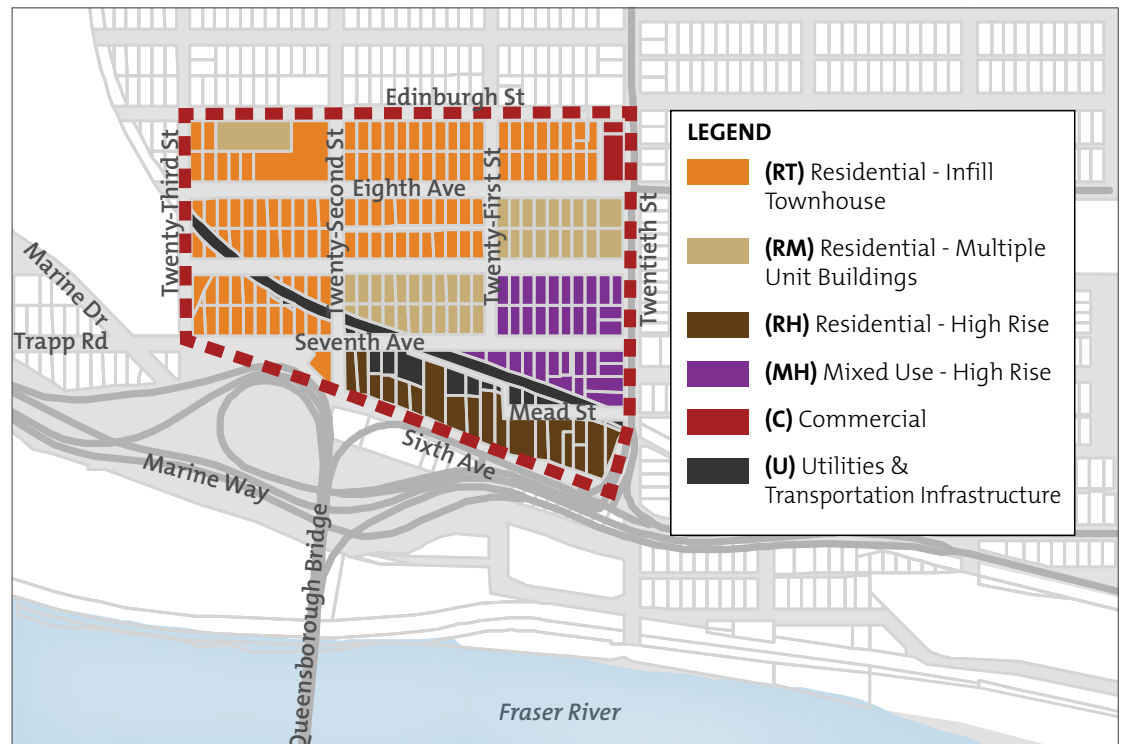 Edinburgh St
Twenty-Third St
Twenty-Second St
Twenty-First St
Twentieth St
Eighth Ave
Marine Dr
Trapp Rd
Seventh Ave
Mead St
Sixth Ave
Marine Way
Queensborough Bridge
Fraser River
LEGEND
(RT) Residential - Infill
Townhouse
(RM) Residential - Multiple
Unit Buildings
(RH) Residential - High Rise
(MH) Mixed Use - High Rise
(C) Commercial
(U) Utilities &
Transportation Infrastructure